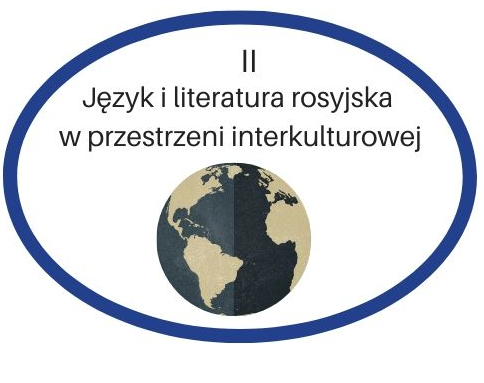 II
Język i literatura rosyjska
w przestrzeni interkulturowej